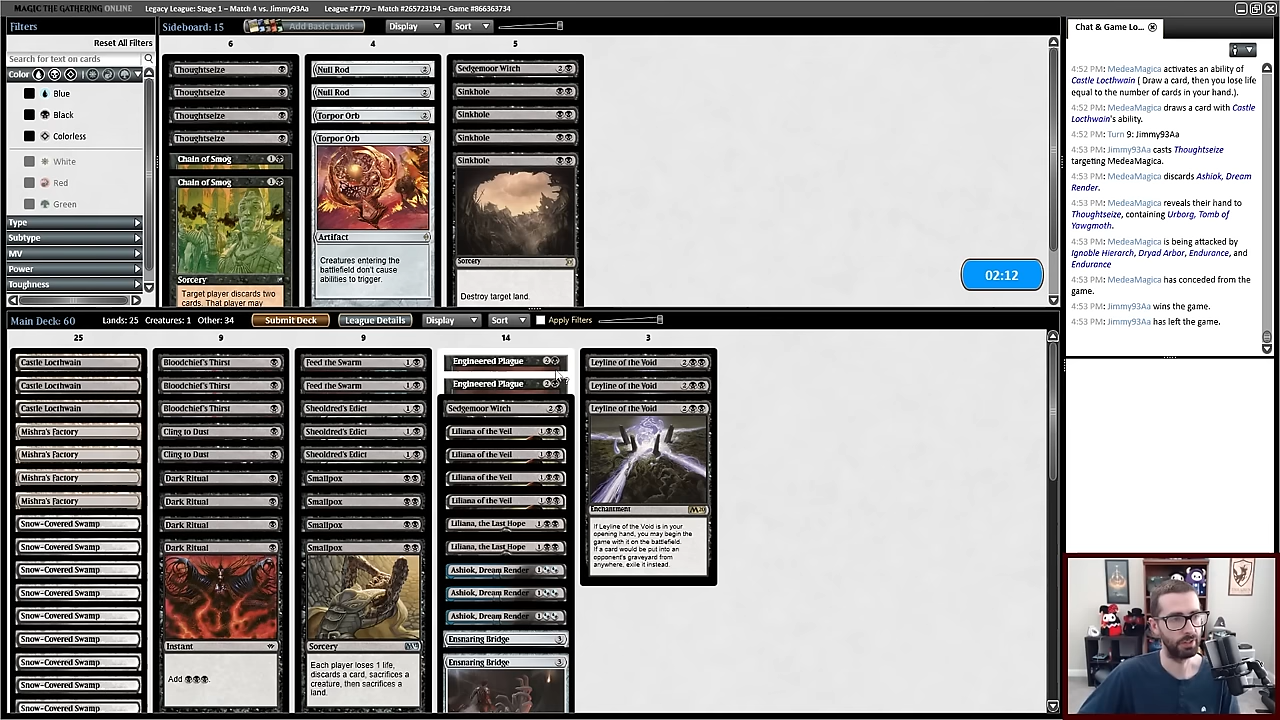 MAGIC THE GATHERING ONLINE
Legacy League: Stage 1 – Match 4 vs. Jimmy93Aa
League #7779 – Match #265723194 – Game #866363734
Filters
Reset All Filters
Search for text on cards
Color
Blue
Black
Colorless
White
Red
Green
Type
Subtype
MV
Power
Toughness
Sideboard: 15
Add Basic Lands
Display
Sort
6
4
5
Thoughtseize
Thoughtseize
Thoughtseize
Thoughtseize
Chain of Smog
Chain of Smog
Sorcery
Target player discards two
cards. That player may
Null Rod
Null Rod
Torpor Orb
Torpor Orb
Artifact
Creatures entering the
battlefield don't cause
abilities to trigger.
Sedgemoor Witch
Sinkhole
Sinkhole
Sinkhole
Sinkhole
Sorcery
Destroy target land.
02:12
Main Deck: 60
Lands: 25 Creatures: 1 Other: 34
Submit Deck
League Details
Display
Sort
Apply Filters
25
9
9
14
3
Castle Locthwain
Castle Locthwain
Castle Locthwain
Mishra's Factory
Mishra's Factory
Mishra's Factory
Mishra's Factory
Snow-Covered Swamp
Snow-Covered Swamp
Snow-Covered Swamp
Snow-Covered Swamp
Snow-Covered Swamp
Snow-Covered Swamp
Snow-Covered Swamp
Snow-Covered Swamp
Snow-Covered Swamp
Bloodchief's Thirst
Bloodchief's Thirst
Bloodchief's Thirst
Cling to Dust
Cling to Dust
Dark Ritual
Dark Ritual
Dark Ritual
Dark Ritual
Instant
Add
Feed the Swarm
Feed the Swarm
Sheoldred's Edict
Sheoldred's Edict
Sheoldred's Edict
Smallpox
Smallpox
Smallpox
Smallpox
Sorcery
Each player loses 1 life,
discards a card, sacrifices a
creature, then sacrifices a
land.
Engineered Plague
Engineered Plague
Sedgemoor Witch
Liliana of the Veil
Liliana of the Veil
Liliana of the Veil
Liliana of the Veil
Liliana, the Last Hope
Liliana, the Last Hope
Ashiok, Dream Render
Ashiok, Dream Render
Ashiok, Dream Render
Ensnaring Bridge
Ensnaring Bridge
Leyline of the Void
Leyline of the Void
Leyline of the Void
Enchantment
If Leyline of the Void is in your
opening hand, you may begin the
game with it on the battlefield.
If a card would be put into an
opponent's graveyard from
anywhere, exile it instead.
Chat & Game Lo...
4:52 PM: MedeaMagica activates an ability of
Castle Locthwain ( Draw a card, then you lose life
equal to the number of cards in your hand.).
4:52 PM: MedeaMagica draws a card with Castle
Locthwain's ability.
4:52 PM: Turn 9: Jimmy93Aa
4:53 PM: Jimmy93Aa casts Thoughtseize
targeting MedeaMagica.
4:53 PM: MedeaMagica discards Ashiok, Dream
Render.
4:53 PM: MedeaMagica reveals their hand to
Thoughtseize, containing Urborg, Tomb of
Yawgmoth.
4:53 PM: MedeaMagica is being attacked by
Ignoble Hierarch, Dryad Arbor, Endurance, and
Endurance
4:53 PM: MedeaMagica has conceded from the
game.
4:53 PM: Jimmy93Aa wins the game.
4:53 PM: Jimmy93Aa has left the game.